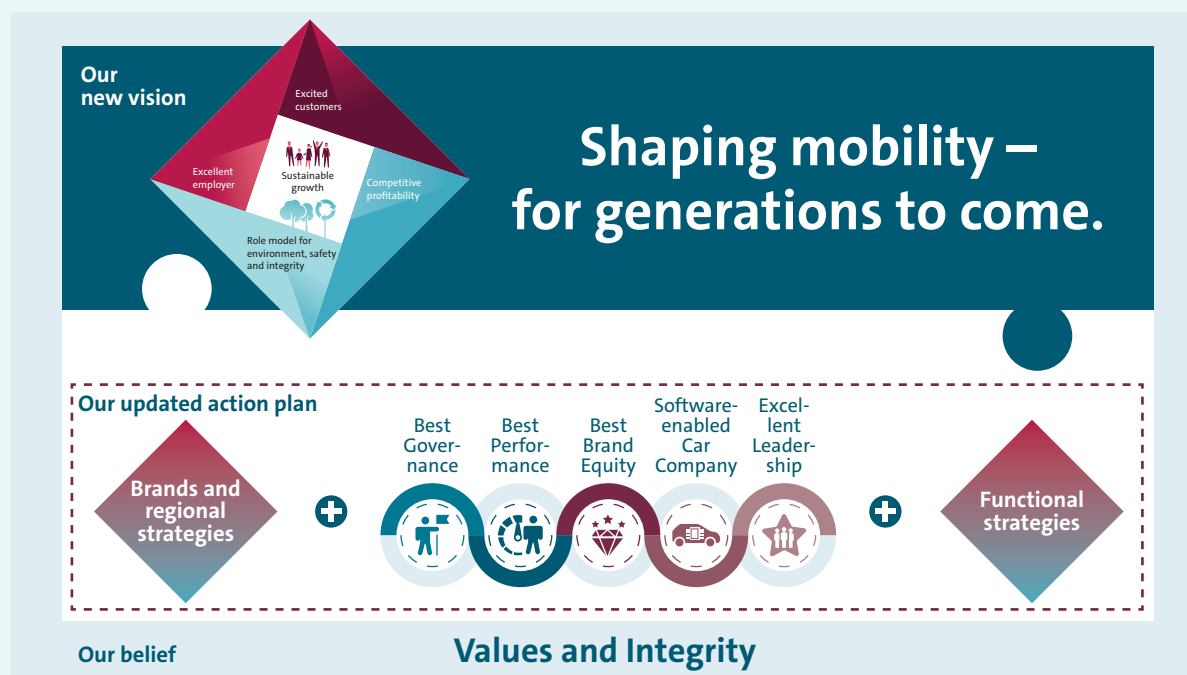 Our
new vision
Excited
customers
Excellent
employer
Sustainable
growth
Competitive
profitability
Role model for
environment, safety
and integrity
Shaping mobility –
for generations to come.
Our updated action plan
Brands and
regional
strategies
Best
Gover-
nance
Best
Perfor-
mance
Best
Brand
Equity
Software-
enabled
Car
Company
Excel-
lent
Leader-
ship
Functional
strategies
Our belief
Values and Integrity